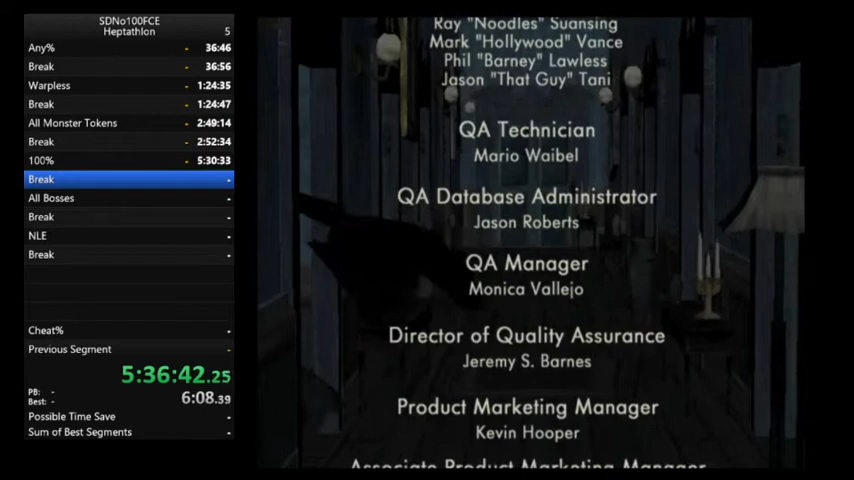 SDNo100FCE
Heptathlon 5
Any% - 36:46
Break - 36:56
Warpless - 1:24:35
Break - 1:24:47
All Monster Tokens - 2:49:14
Break - 2:52:34
100% - 5:30:33
Break -
All Bosses -
Break -
NLE -
Break -
Cheat% -
Previous Segment -
5:36:42.25
PB: -
Best: - 6:08.39
Possible Time Save -
Sum of Best Segments -
Ray "Noodles" Suansing
Mark "Hollywood" Vance
Phil "Barney" Lawless
Jason "That Guy" Tani
QA Technician
Mario Waibel
QA Database Administrator
Jason Roberts
QA Manager
Monica Vallejo
Director of Quality Assurance
Jeremy S. Barnes
Product Marketing Manager
Kevin Hooper
Associate Product Marketing Manager